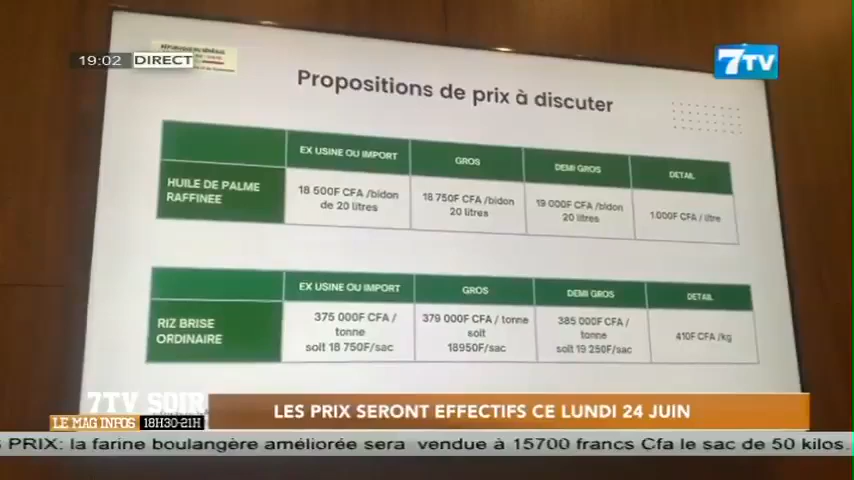 19:02 DIRECT
RÉPUBLIQUE DU SÉNÉGAL
7TV
Propositions de prix à discuter
EX USINE OU IMPORT
GROS
DEMI GROS
DETAIL
HUILE DE PALME
RAFFINEE
18 500F CFA /bidon
de 20 litres
18 750F CFA /bidon
20 litres
19 000F CFA /bidon
20 litres
1.000F CFA / litre
EX USINE OU IMPORT
GROS
DEMI GROS
DETAIL
RIZ BRISE
ORDINAIRE
375 000F CFA /
tonne
soit 18 750F/sac
379 000F CFA / tonne
soit
18950F/sac
385 000F CFA /
tonne
soit 19 250F/sac
410F CFA /kg
7TV SOIR
LE MAG INFOS 18H30-21H
LES PRIX SERONT EFFECTIFS CE LUNDI 24 JUIN
S PRIX: la farine boulangère améliorée sera vendue à 15700 francs Cfa le sac de 50 kilos.